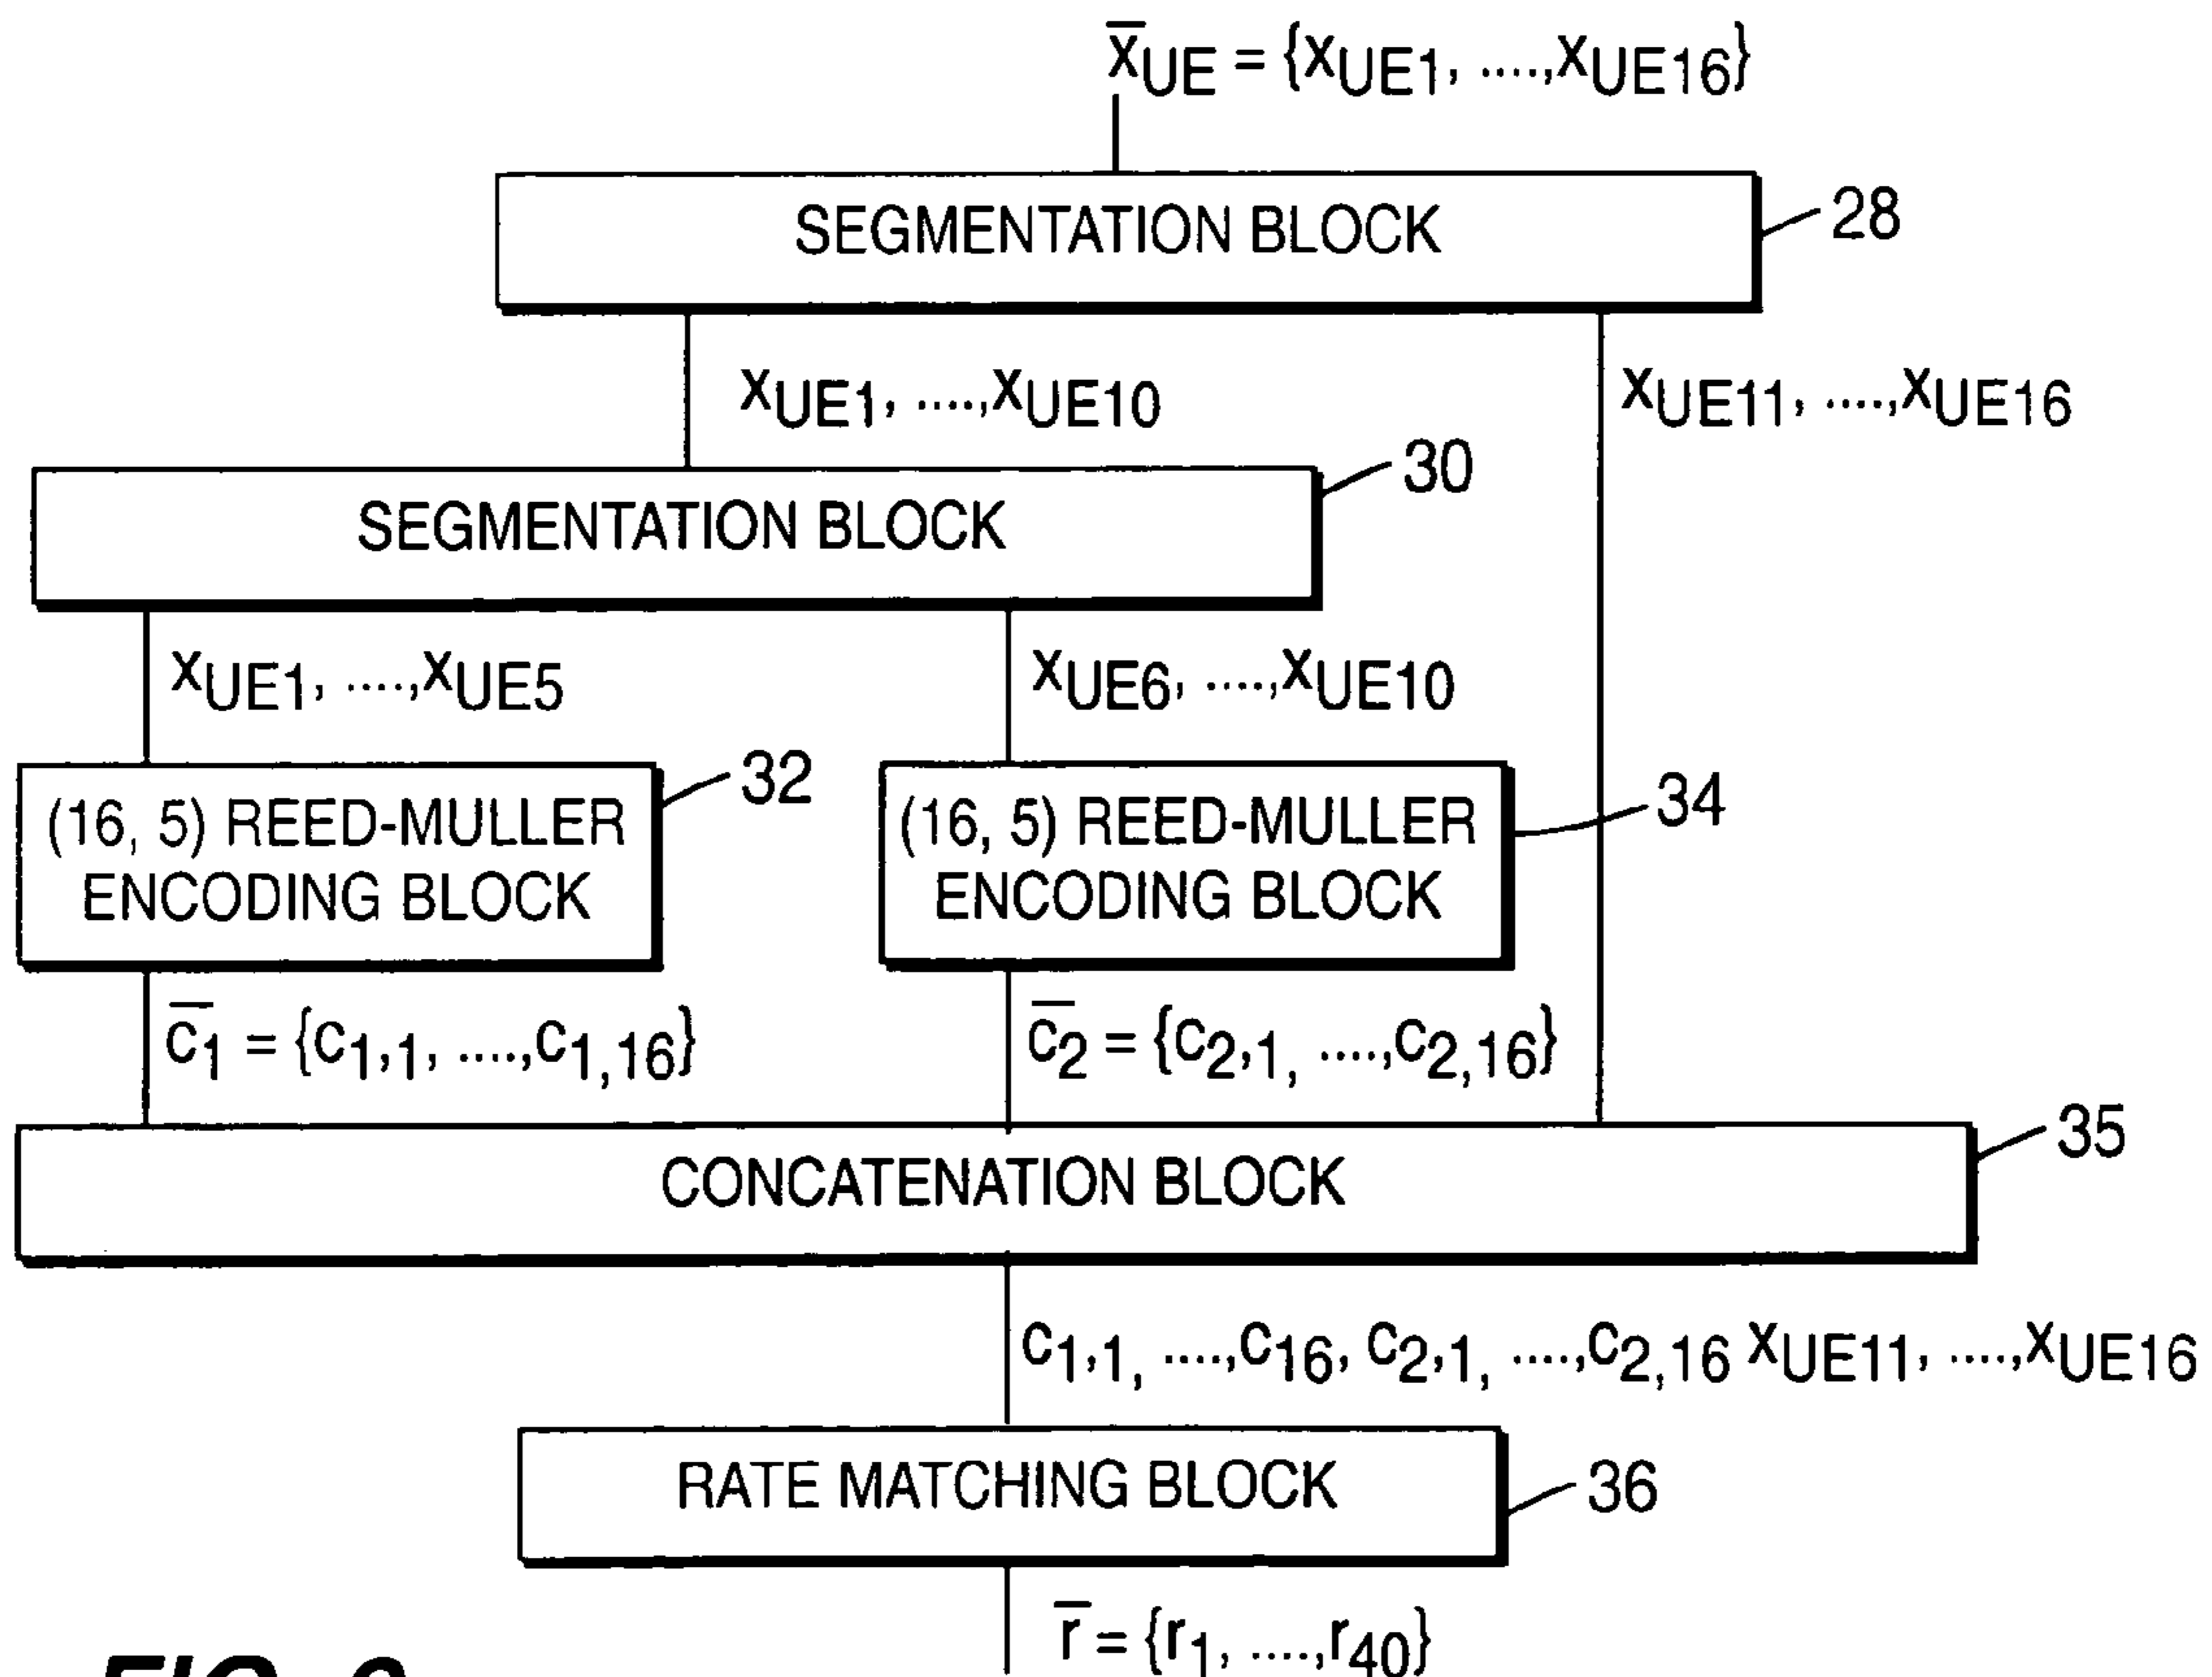 x̅UE = {xUE1, ....,xUE16}
SEGMENTATION BLOCK
28
xUE1, ....,xUE10
xUE11, ....,xUE16
30
SEGMENTATION BLOCK
xUE1, ....,xUE5
xUE6, ....,xUE10
32
(16, 5) REED-MULLER
ENCODING BLOCK
34
(16, 5) REED-MULLER
ENCODING BLOCK
c̅1 = {c1,1, ....,c1,16}
c̅2 = {c2,1, ....,c2,16}
35
CONCATENATION BLOCK
c1,1, ....,c16, c2,1, ....,c2,16 xUE11, ....,xUE16
RATE MATCHING BLOCK
36
r̅ = {r1, ....,r40}